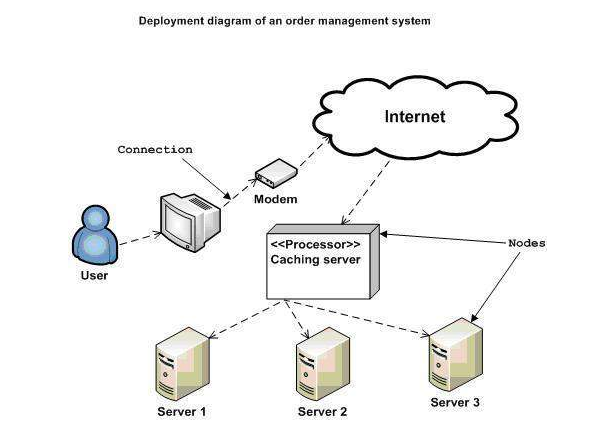 Deployment diagram of an order management system
Internet
Connection
Modem
<<Processor>>
Caching server
Nodes
User
Server 1
Server 2
Server 3